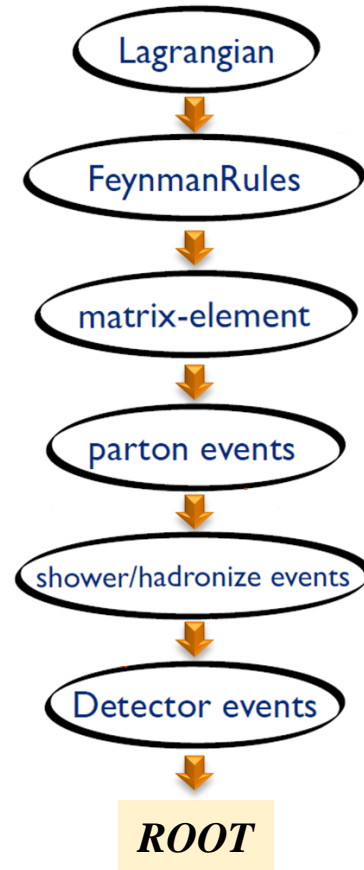 Lagrangian
FeynmanRules
matrix-element
parton events
shower/hadronize events
Detector events
ROOT